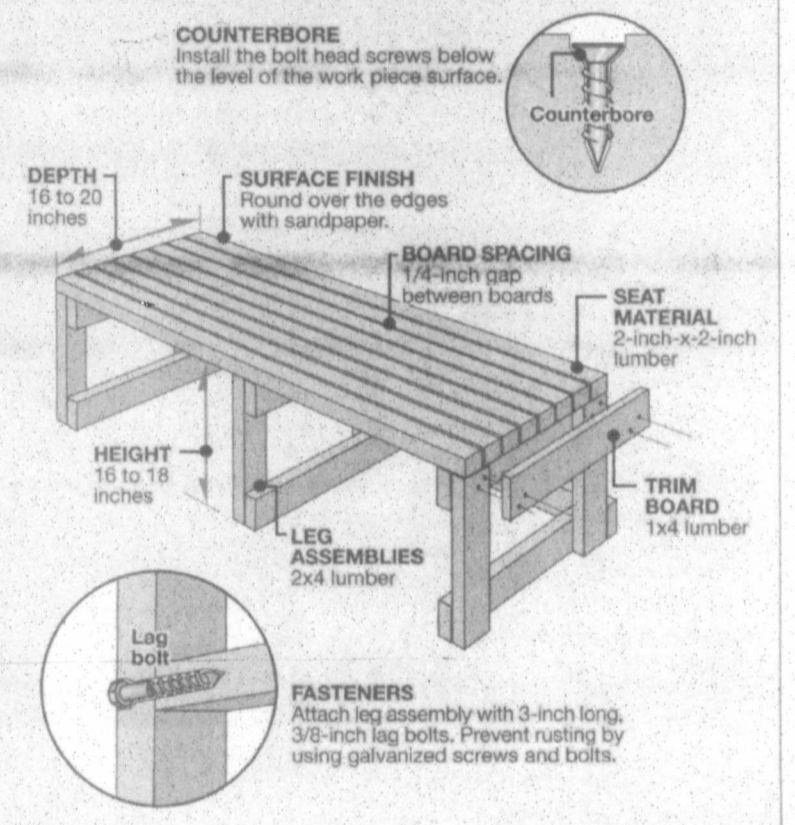 COUNTERBORE
Install the bolt head screws below
the level of the work piece surface.
Counterbore
DEPTH
16 to 20
inches
SURFACE FINISH
Round over the edges
with sandpaper.
BOARD SPACING
1/4-inch gap
between boards
SEAT
MATERIAL
2-inch-x-2-inch
lumber
HEIGHT
16 to 18
inches
LEG
ASSEMBLIES
2x4 lumber
TRIM
BOARD
1x4 lumber
Lag
bolt
FASTENERS
Attach leg assembly with 3-inch long,
3/8-inch lag bolts. Prevent rusting by
using galvanized screws and bolts.